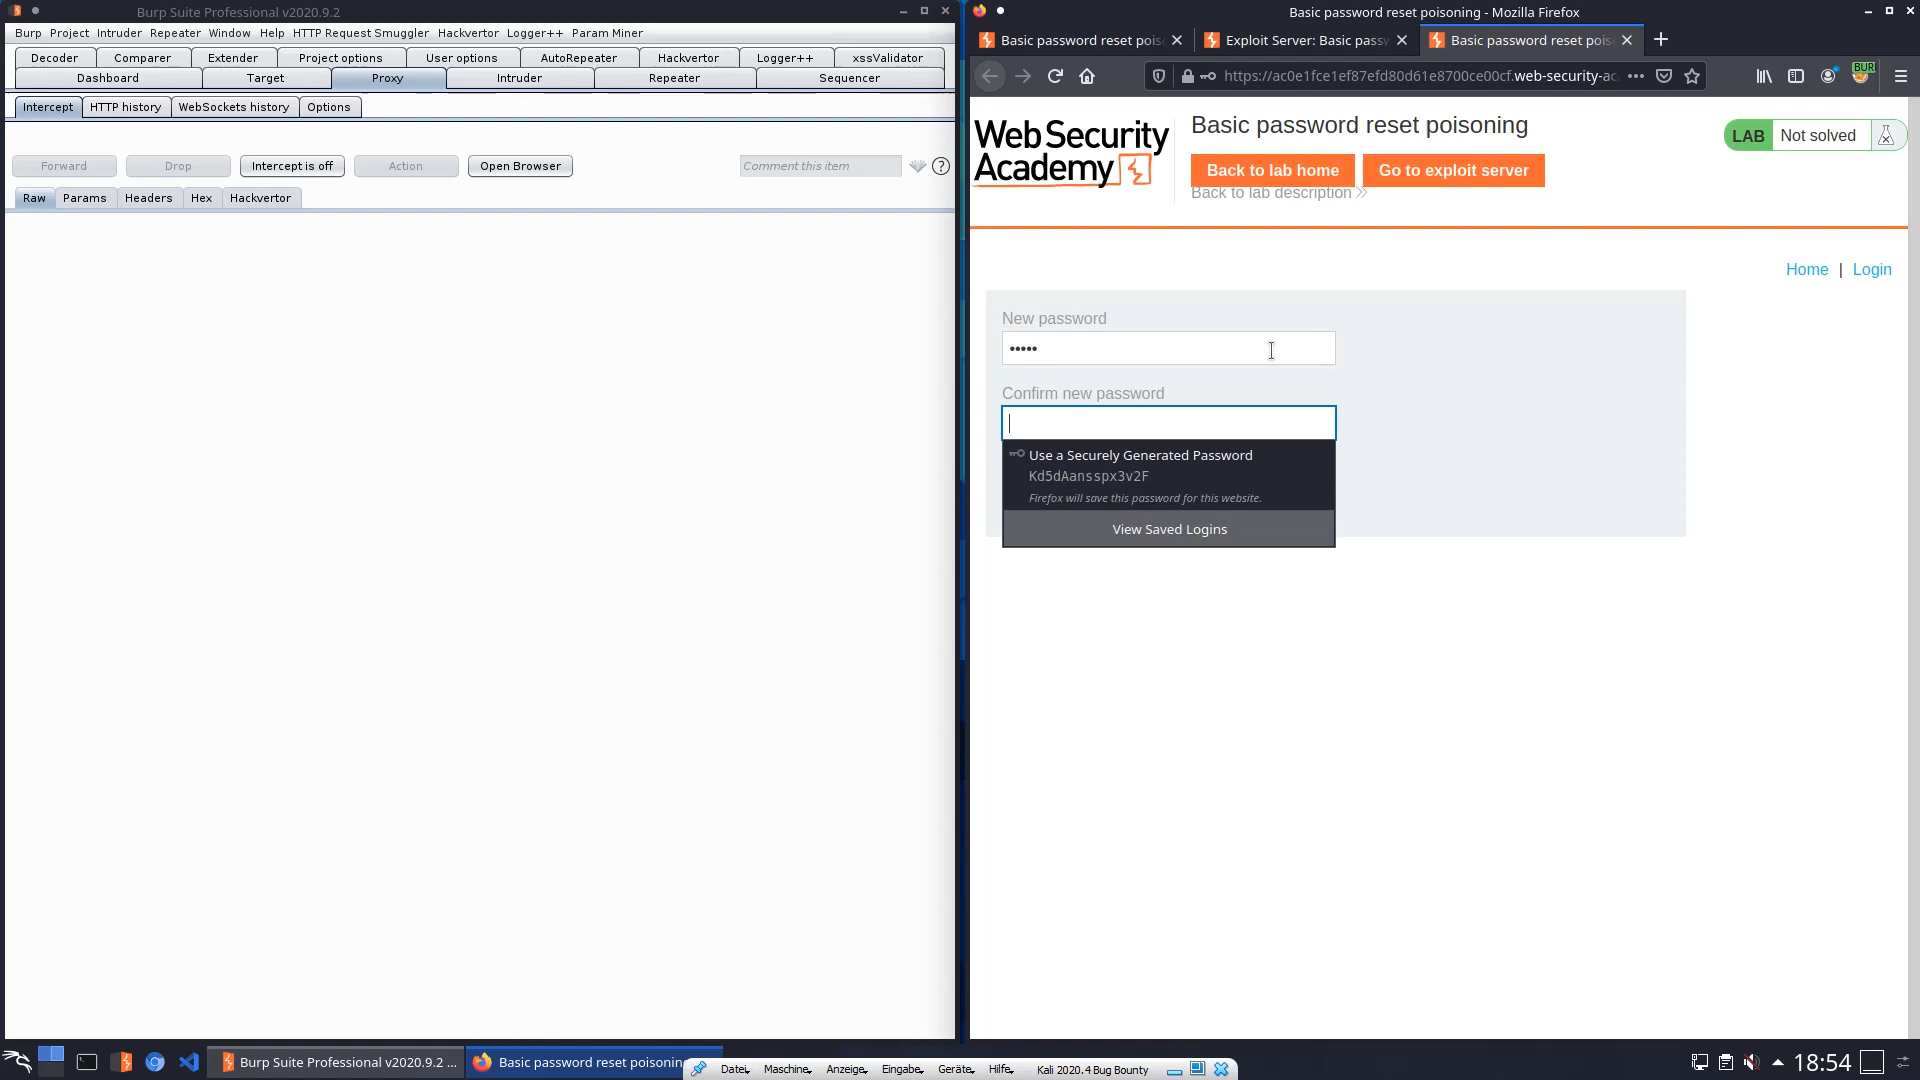 Burp Suite Professional v2020.9.2
Burp Project Intruder Repeater Window Help HTTP Request Smuggler Hackvertor Logger++ Param Miner
Decoder Comparer Extender Project options User options AutoRepeater Hackvertor Logger++ xssValidator
Dashboard Target Proxy Intruder Repeater Sequencer
Intercept HTTP history WebSockets history Options
Forward Drop Intercept is off Action Open Browser Comment this item ?
Raw Params Headers Hex Hackvertor
Basic password reset poisoning - Mozilla Firefox
Basic password reset pois Exploit Server: Basic passw Basic password reset pois
https://ac0e1fce1ef87efd80d61e8700ce00cf.web-security-ac
BURI
WebSecurity
Academy
Basic password reset poisoning
Back to lab home Go to exploit server
Back to lab description
LAB Not solved
Home | Login
New password
•••••
Confirm new password
Use a Securely Generated Password
Kd5dAansspx3v2F
Firefox will save this password for this website.
View Saved Logins
Burp Suite Professional v2020.9.2 ...
Basic password reset poisoning
Datei Maschine Anzeige Eingabe Geräte Hilfe Kali 2020.4 Bug Bounty
18:54